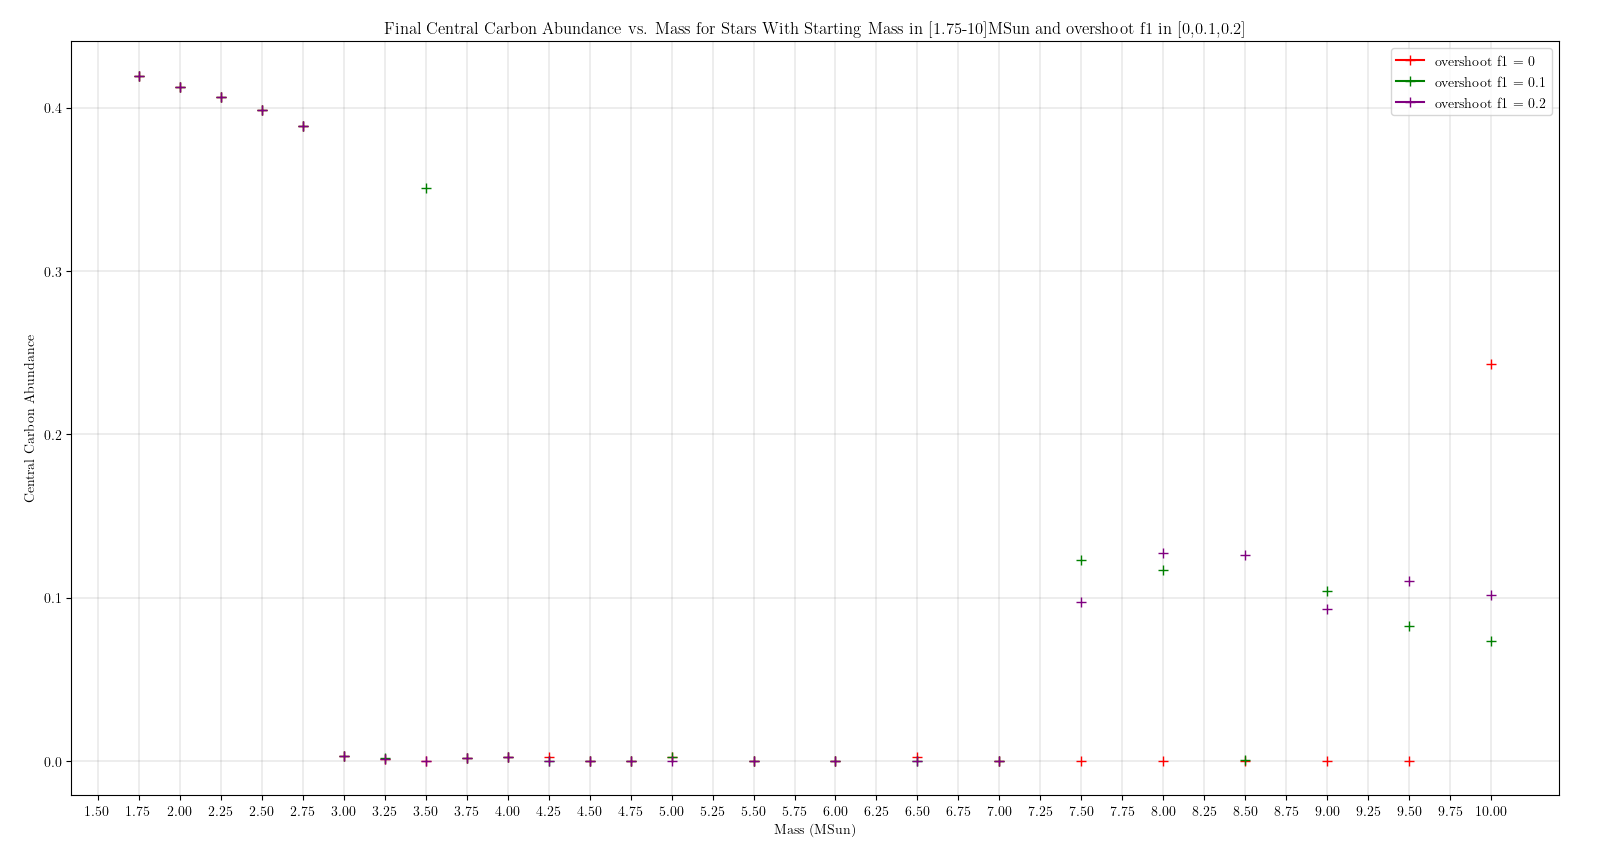 Final Central Carbon Abundance vs. Mass for Stars With Starting Mass in [1.75-10]MSun and overshoot f1 in [0,0.1,0.2]
overshoot f1 = 0
overshoot f1 = 0.1
overshoot f1 = 0.2
Central Carbon Abundance
0.4
0.3
0.2
0.1
0.0
1.50 1.75 2.00 2.25 2.50 2.75 3.00 3.25 3.50 3.75 4.00 4.25 4.50 4.75 5.00 5.25 5.50 5.75 6.00 6.25 6.50 6.75 7.00 7.25 7.50 7.75 8.00 8.25 8.50 8.75 9.00 9.25 9.50 9.75 10.00
Mass (MSun)